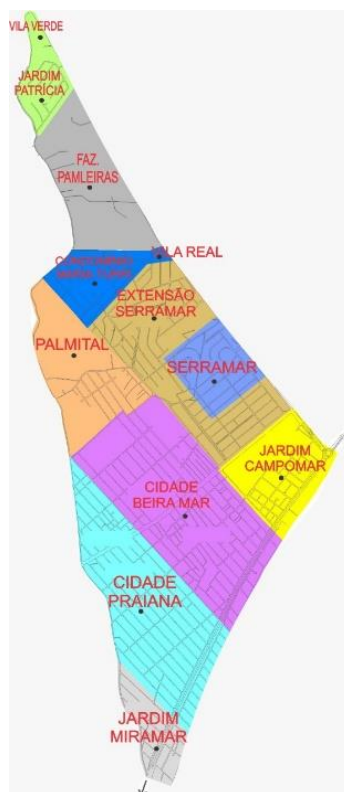 VILA VERDE
JARDIM
PATRÍCIA
FAZ.
PAMLEIRAS
VILA REAL
EXTENSÃO
SERRAMAR
PALMITAL
SERRAMAR
JARDIM
CAMPOMAR
CIDADE
BEIRA MAR
CIDADE
PRAIANA
JARDIM
MIRAMAR